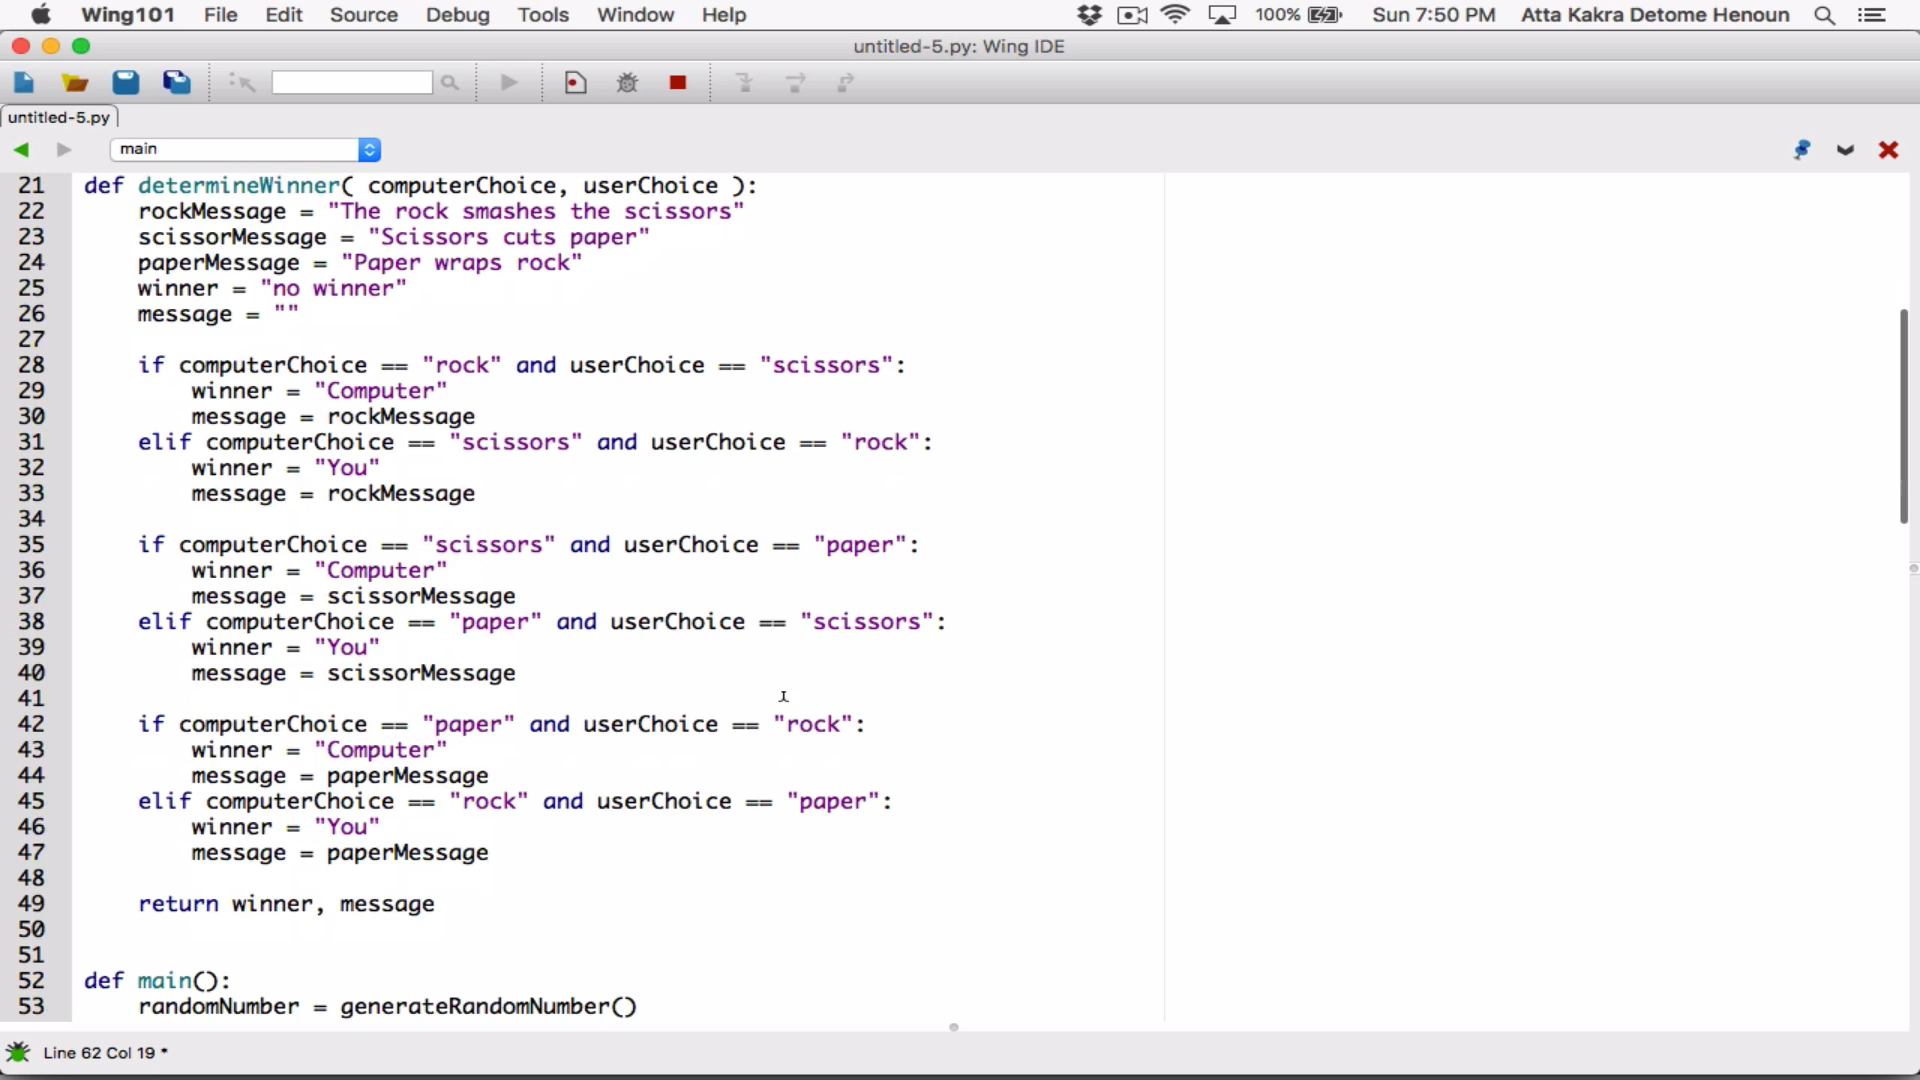 Wing101 File Edit Source Debug Tools Window Help 100% Sun 7:50 PM Atta Kakra Detome Henoun
untitled-5.py: Wing IDE
untitled-5.py
main
21 def determineWinner( computerChoice, userChoice ):
22 rockMessage = "The rock smashes the scissors"
23 scissorMessage = "Scissors cuts paper"
24 paperMessage = "Paper wraps rock"
25 winner = "no winner"
26 message = ""
27
28 if computerChoice == "rock" and userChoice == "scissors":
29 winner = "Computer"
30 message = rockMessage
31 elif computerChoice == "scissors" and userChoice == "rock":
32 winner = "You"
33 message = rockMessage
34
35 if computerChoice == "scissors" and userChoice == "paper":
36 winner = "Computer"
37 message = scissorMessage
38 elif computerChoice == "paper" and userChoice == "scissors":
39 winner = "You"
40 message = scissorMessage
41
42 if computerChoice == "paper" and userChoice == "rock":
43 winner = "Computer"
44 message = paperMessage
45 elif computerChoice == "rock" and userChoice == "paper":
46 winner = "You"
47 message = paperMessage
48
49 return winner, message
50
51
52 def main():
53 randomNumber = generateRandomNumber()
Line 62 Col 19 *